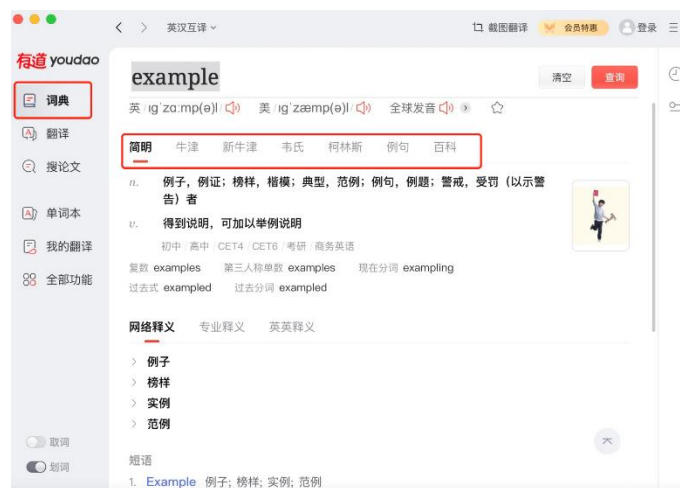 英汉互译
截图翻译
会员特惠
登录
有道 youdao
词典
翻译
搜论文
单词本
我的翻译
全部功能
取词
划词
example
清空
查询
英 /ɪɡˈzɑːmp(ə)l/
美 /ɪɡˈzæmp(ə)l/
全球发音
简明 牛津 新牛津 韦氏 柯林斯 例句 百科
n. 例子，例证；榜样，楷模；典型，范例；例句，例题；警戒，受罚（以示警
告）者
v. 得到说明，可以举例说明
初中 / 高中 / CET4 / CET6 / 考研 / 商务英语
复数 examples 第三人称单数 examples 现在分词 exampling
过去式 exampled 过去分词 exampled
网络释义 专业释义 英英释义
例子
榜样
实例
范例
短语
1. Example 例子; 榜样; 实例; 范例